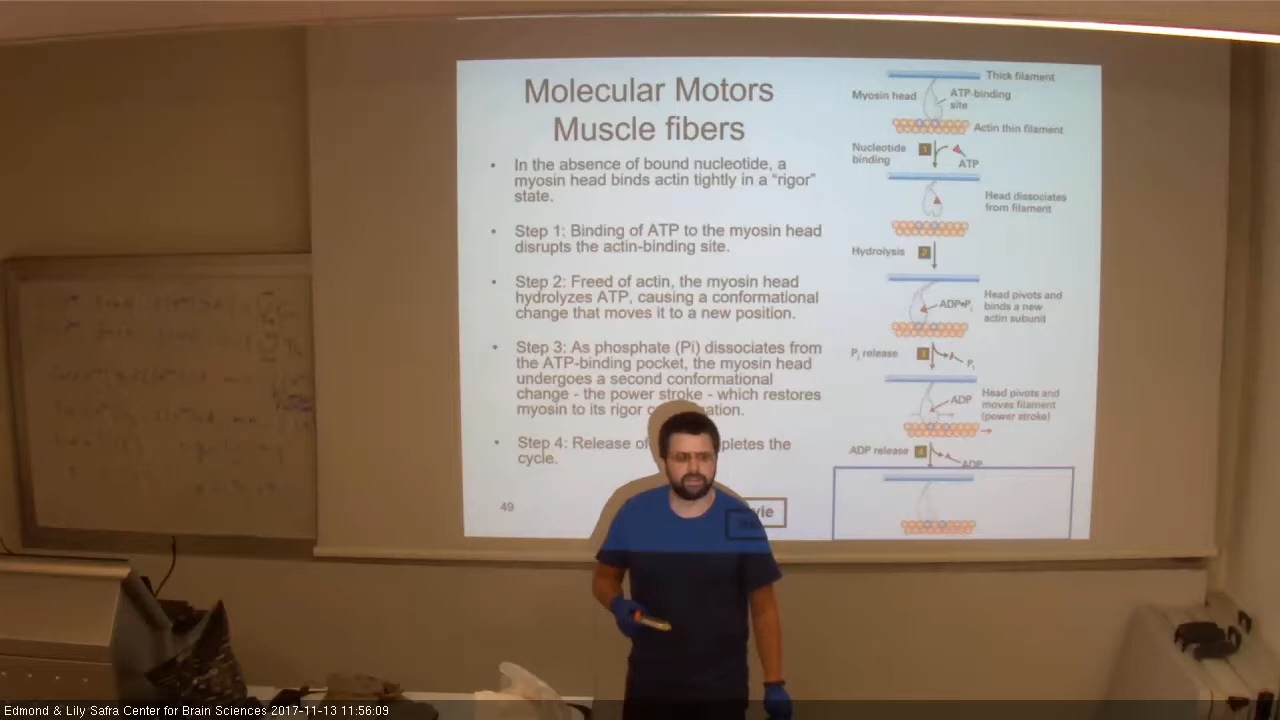 Molecular Motors
Muscle fibers
• In the absence of bound nucleotide, a
myosin head binds actin tightly in a “rigor”
state.
• Step 1: Binding of ATP to the myosin head
disrupts the actin-binding site.
• Step 2: Freed of actin, the myosin head
hydrolyzes ATP, causing a conformational
change that moves it to a new position.
• Step 3: As phosphate (Pi) dissociates from
the ATP-binding pocket, the myosin head
undergoes a second conformational
change - the power stroke - which restores
myosin to its rigor
• Step 4: Release of the
cycle.
49
Thick filament
Myosin head
ATP-binding
site
Actin thin filament
Nucleotide
binding
1
ATP
Head dissociates
from filament
Hydrolysis
2
ADP•Pi
Head pivots and
binds a new
actin subunit
Pi release
3
Pi
ADP
Head pivots and
moves filament
(power stroke)
ADP release
4
ADP
Edmond & Lily Safra Center for Brain Sciences 2017-11-13 11:56:09